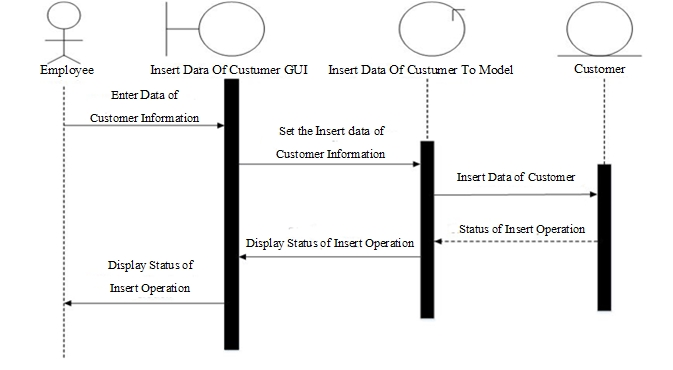 Employee
Insert Dara Of Custumer GUI
Insert Data Of Custumer To Model
Customer
Enter Data of
Customer Information
Set the Insert data of
Customer Information
Insert Data of Customer
Status of Insert Operation
Display Status of Insert Operation
Display Status of
Insert Operation